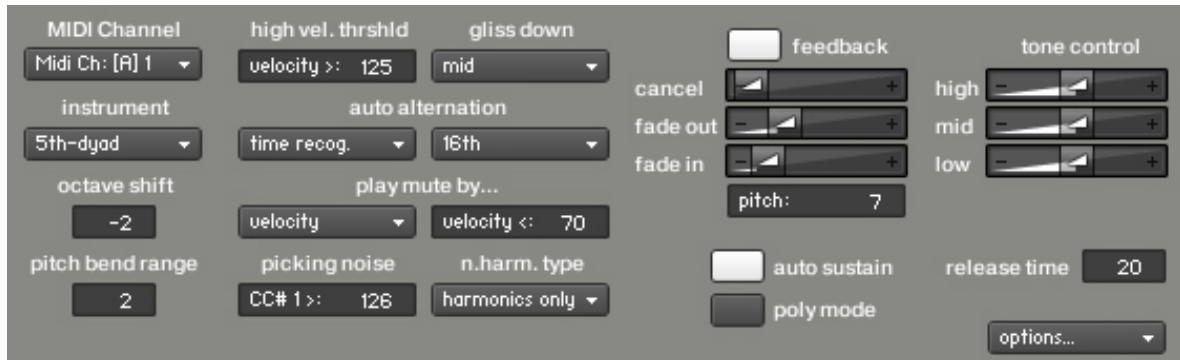 MIDI Channel high vel. thrshld gliss down
Midi Ch: [A] 1 velocity >: 125 mid
instrument auto alternation
5th-dyad time recog. 16th
octave shift play mute by...
-2 velocity velocity <: 70
pitch bend range picking noise n.harm. type
2 CC# 1 >: 126 harmonics only
feedback tone control
cancel - + high - +
fade out - + mid - +
fade in - + low - +
pitch: 7
auto sustain release time 20
poly mode
options...